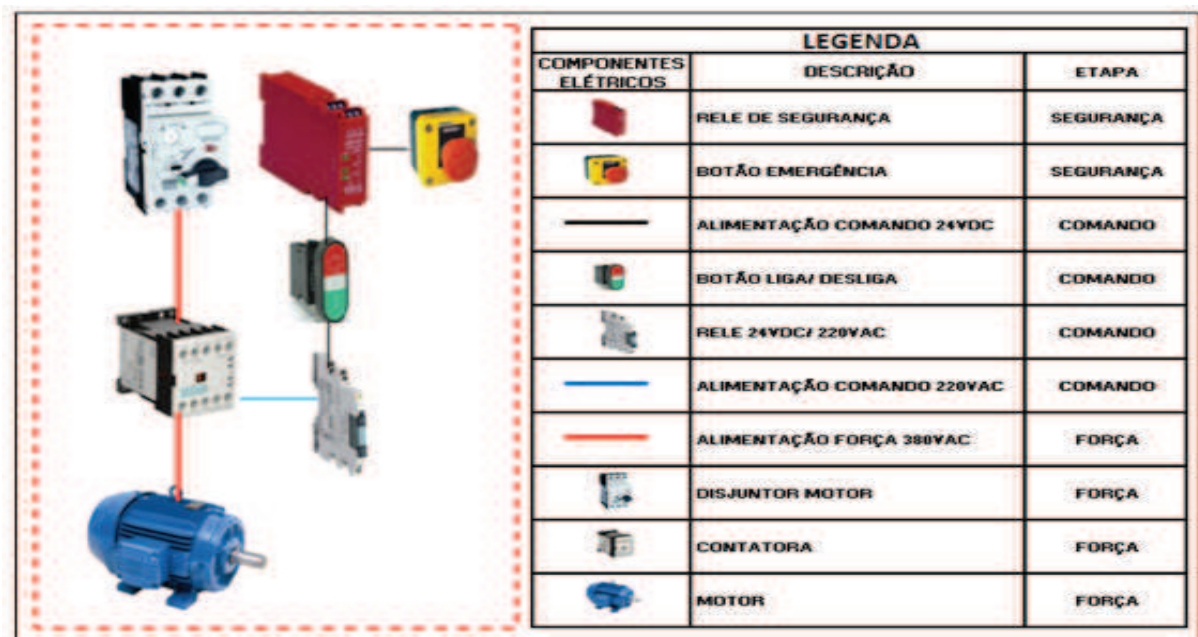 LEGENDA
COMPONENTES ELÉTRICOS DESCRIÇÃO ETAPA
RELE DE SEGURANÇA SEGURANÇA
BOTÃO EMERGÊNCIA SEGURANÇA
ALIMENTAÇÃO COMANDO 24VDC COMANDO
BOTÃO LIGA/ DESLIGA COMANDO
RELE 24VDC/ 220VAC COMANDO
ALIMENTAÇÃO COMANDO 220VAC COMANDO
ALIMENTAÇÃO FORÇA 380VAC FORÇA
DISJUNTOR MOTOR FORÇA
CONTATORA FORÇA
MOTOR FORÇA